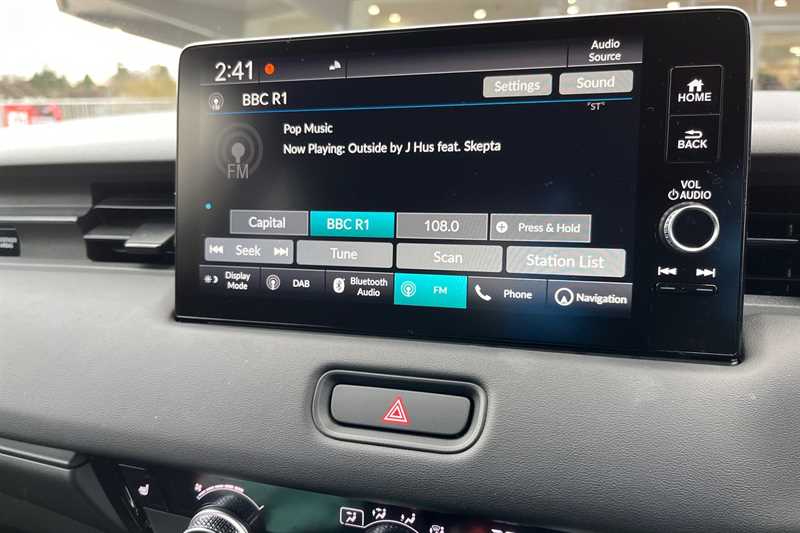 2:41
Audio Source
BBC R1
Settings
Sound
"ST"
FM
Pop Music
Now Playing: Outside by J Hus feat. Skepta
Capital
BBC R1
108.0
Press & Hold
Seek
Tune
Scan
Station List
Display Mode
DAB
Bluetooth Audio
FM
Phone
Navigation
HOME
BACK
VOL
AUDIO